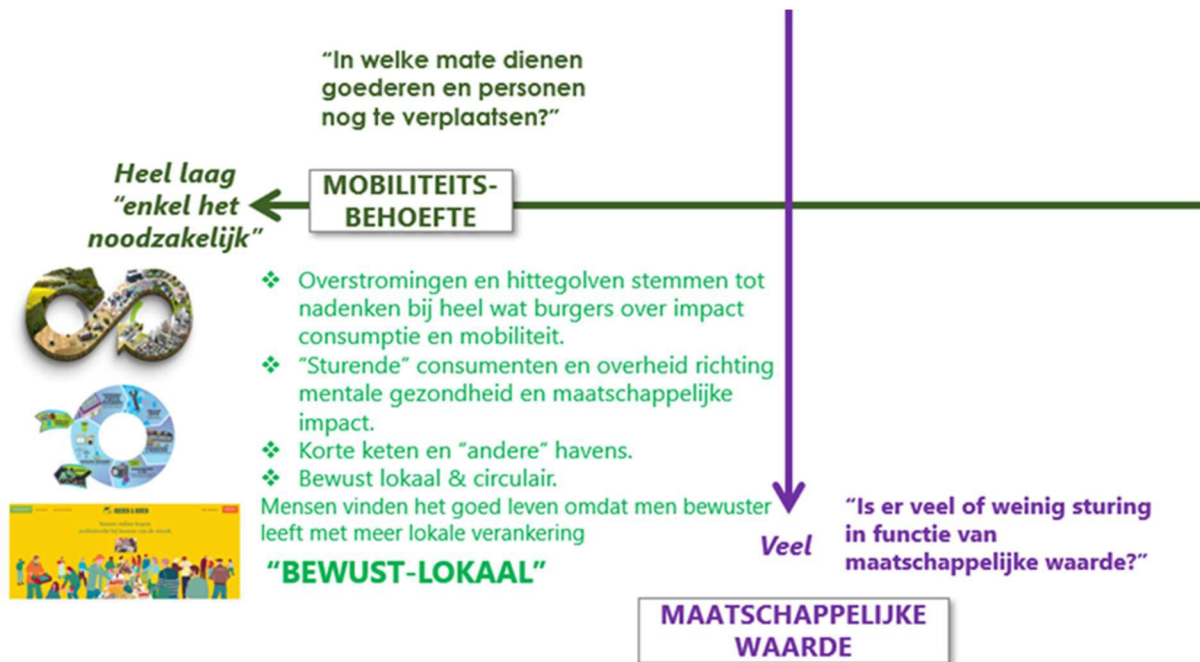 “In welke mate dienen
goederen en personen
nog te verplaatsen?”
Heel laag
“enkel het
noodzakelijk”
MOBILITEITS-
BEHOEFTE
❖ Overstromingen en hittegolven stemmen tot
nadenken bij heel wat burgers over impact
consumptie en mobiliteit.
❖ “Sturende” consumenten en overheid richting
mentale gezondheid en maatschappelijke
impact.
❖ Korte keten en “andere” havens.
❖ Bewust lokaal & circulair.
Mensen vinden het goed leven omdat men bewuster
leeft met meer lokale verankering
“BEWUST-LOKAAL”
Veel
“Is er veel of weinig sturing
in functie van
maatschappelijke waarde?”
MAATSCHAPPELIJKE
WAARDE